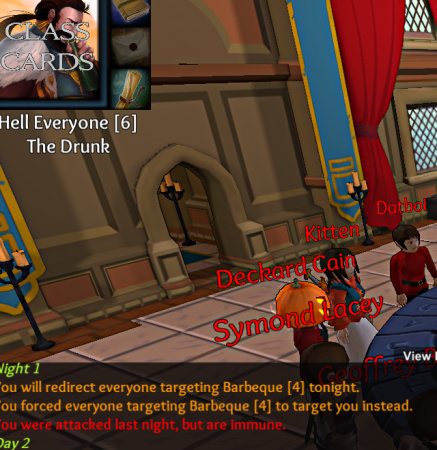 CLASS
CARDS
Hell Everyone [6]
The Drunk
Datboi
Kitten
Deckard Cain
Symond Lacey
Geoffrey
View
Night 1
You will redirect everyone targeting Barbeque [4] tonight.
You forced everyone targeting Barbeque [4] to target you instead.
You were attacked last night, but are immune.
Day 2